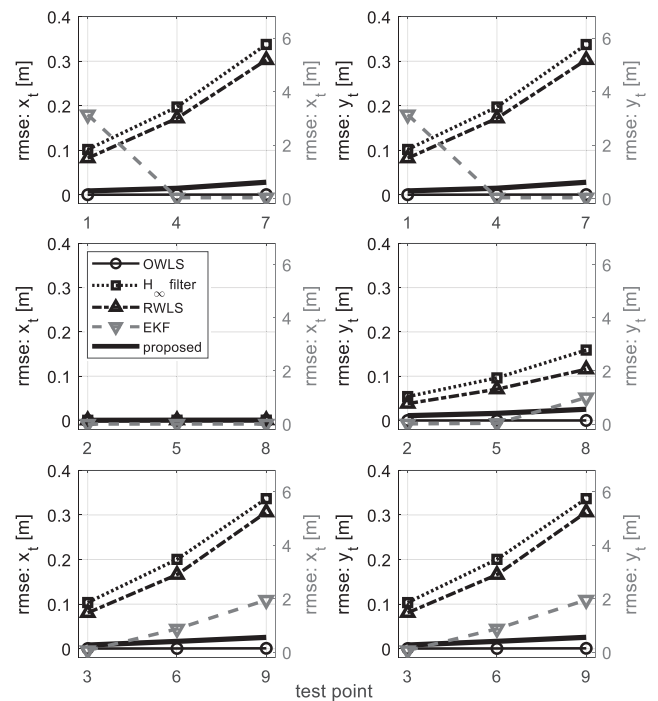 0.4
0.3
0.2
0.1
0
rmse: x_t [m]
6
4
2
0
rmse: x_t [m]
1 4 7
0.4
0.3
0.2
0.1
0
rmse: y_t [m]
6
4
2
0
rmse: y_t [m]
1 4 7
0.4
0.3
0.2
0.1
0
rmse: x_t [m]
OWLS
H_∞ filter
RWLS
EKF
proposed
6
4
2
0
rmse: x_t [m]
2 5 8
0.4
0.3
0.2
0.1
0
rmse: y_t [m]
6
4
2
0
rmse: y_t [m]
2 5 8
0.4
0.3
0.2
0.1
0
rmse: x_t [m]
6
4
2
0
rmse: x_t [m]
3 6 9
0.4
0.3
0.2
0.1
0
rmse: y_t [m]
6
4
2
0
rmse: y_t [m]
3 6 9
test point